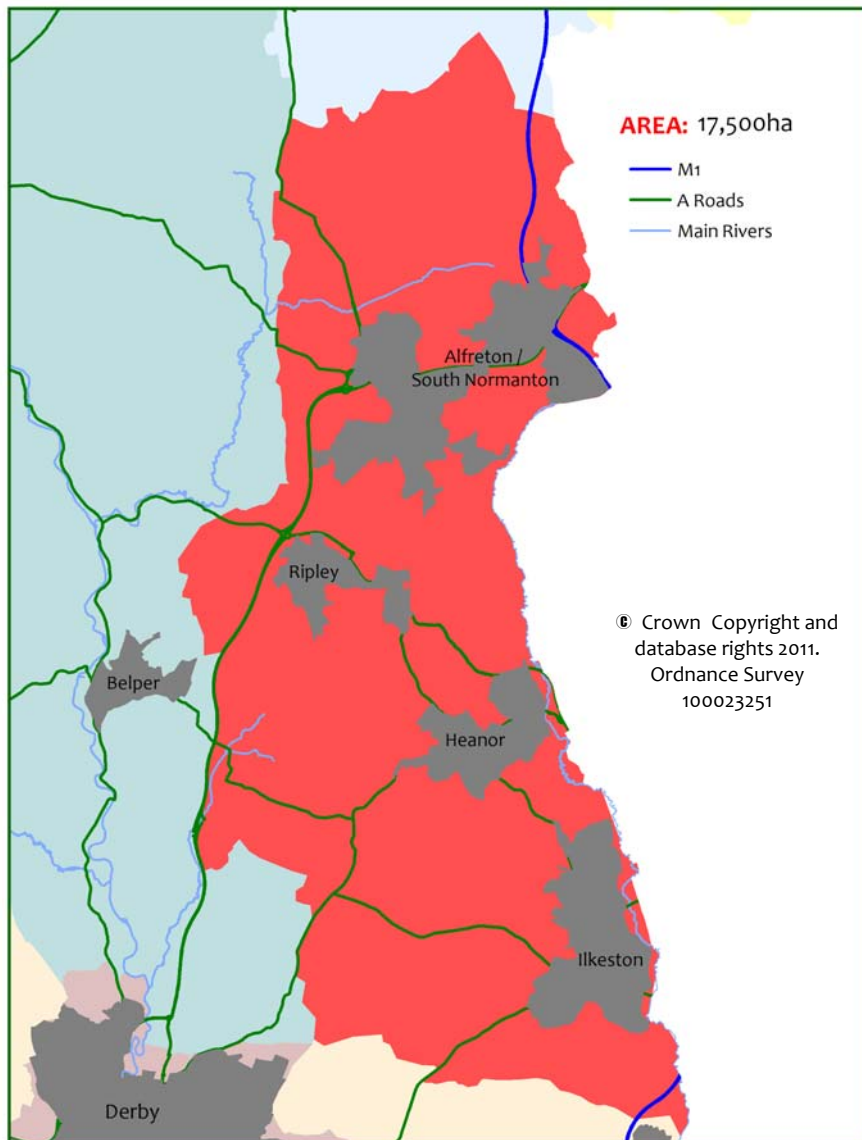 AREA: 17,500ha
M1
A Roads
Main Rivers
Alfreton /
South Normanton
Ripley
© Crown Copyright and
database rights 2011.
Ordnance Survey
100023251
Belper
Heanor
Ilkeston
Derby